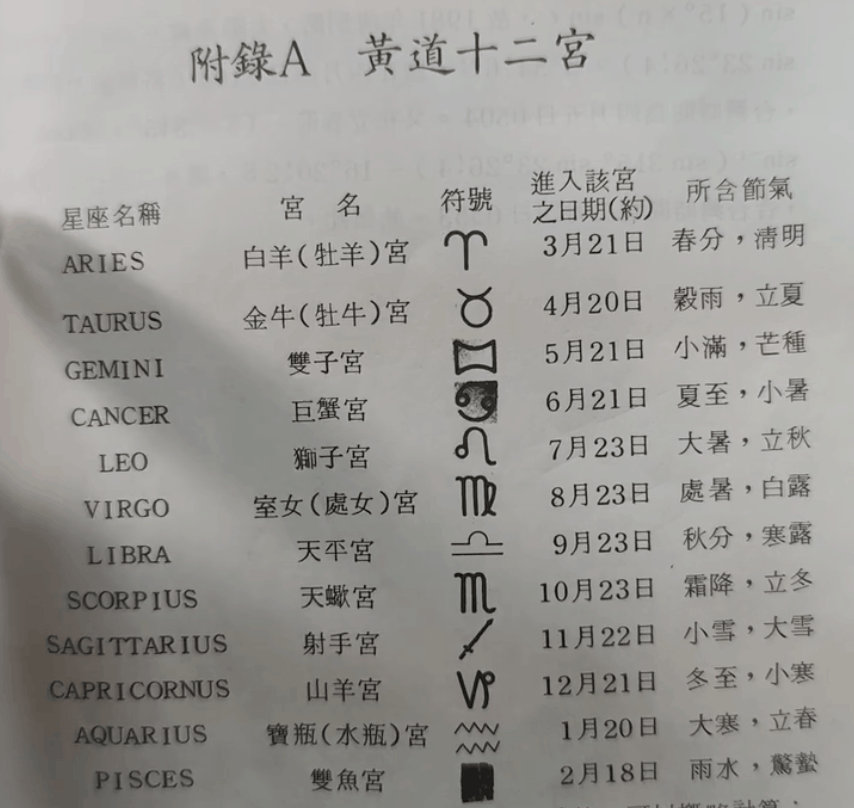 附錄A 黃道十二宮
星座名稱 宮 名 符號 進入該宮之日期(約) 所含節氣
ARIES 白羊(牡羊)宮 ♈ 3月21日 春分，清明
TAURUS 金牛(牡牛)宮 ♉ 4月20日 穀雨，立夏
GEMINI 雙子宮 ♊ 5月21日 小滿，芒種
CANCER 巨蟹宮 ♋ 6月21日 夏至，小暑
LEO 獅子宮 ♌ 7月23日 大暑，立秋
VIRGO 室女(處女)宮 ♍ 8月23日 處暑，白露
LIBRA 天平宮 ♎ 9月23日 秋分，寒露
SCORPIUS 天蠍宮 ♏ 10月23日 霜降，立冬
SAGITTARIUS 射手宮 ♐ 11月22日 小雪，大雪
CAPRICORNUS 山羊宮 ♑ 12月21日 冬至，小寒
AQUARIUS 寶瓶(水瓶)宮 ♒ 1月20日 大寒，立春
PISCES 雙魚宮 2月18日 雨水，驚蟄